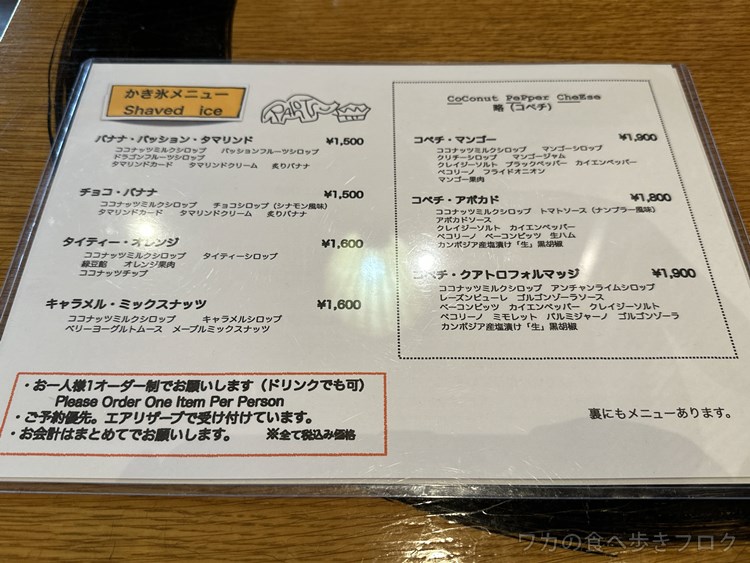 かき氷メニュー
Shaved ice
バナナ・パッション・タマリンド ¥1,500
ココナッツミルクシロップ パッションフルーツシロップ
ドラゴンフルーツシロップ
タマリンドカード タマリンドクリーム 炙りバナナ
チョコ・バナナ ¥1,500
ココナッツミルクシロップ チョコシロップ(シナモン風味)
タマリンドカード タマリンドクリーム 炙りバナナ
タイティー・オレンジ ¥1,600
ココナッツミルクシロップ タイティーシロップ
緑豆餡 オレンジ果肉
ココナッツチップ
キャラメル・ミックスナッツ ¥1,600
ココナッツミルクシロップ キャラメルシロップ
ベリーヨーグルトムース メープルミックスナッツ
・お一人様1オーダー制でお願いします(ドリンクでも可)
Please Order One Item Per Person
・ご予約優先。エアリザーブで受け付けています。
・お会計はまとめてでお願いします。 ※全て税込み価格
CoConut PePper CheEse
略(コペチ)
コペチ・マンゴー ¥1,900
ココナッツミルクシロップ マンゴーシロップ
クリチーシロップ マンゴージャム
クレイジーソルト ブラックペッパー カイエンペッパー
ペコリーノ フライドオニオン
マンゴー果肉
コペチ・アボカド ¥1,800
ココナッツミルクシロップ トマトソース(ナンプラー風味)
アボカドソース
クレイジーソルト カイエンペッパー
ペコリーノ ベーコンビッツ 生ハム
カンボジア産塩漬け「生」黒胡椒
コペチ・クアトロフォルマッジ ¥1,900
ココナッツミルクシロップ アンチャンライムシロップ
レーズンピューレ ゴルゴンゾーラソース
ベーコンビッツ カイエンペッパー クレイジーソルト
ペコリーノ ミモレット パルミジャーノ ゴルゴンゾーラ
カンボジア産塩漬け「生」黒胡椒
裏にもメニューあります。
ワカの食べ歩きブログ